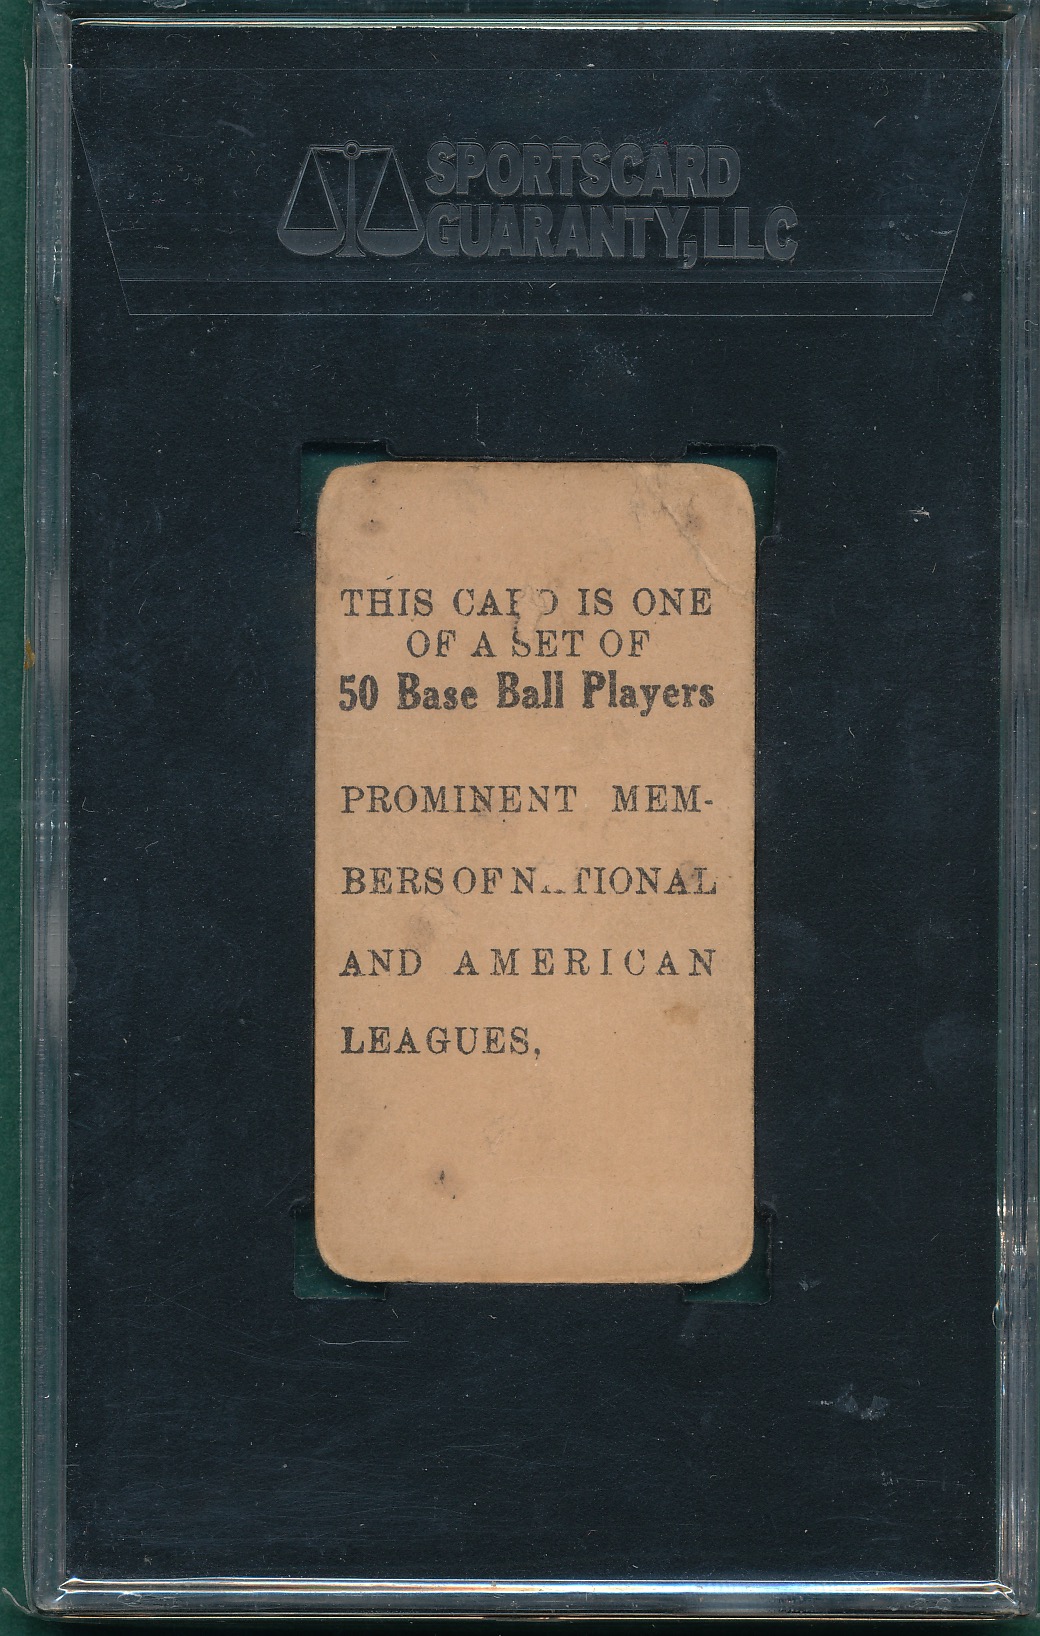 SPORTSCARD
GUARANTY, LLC
THIS CARD IS ONE
OF A SET OF
50 Base Ball Players
PROMINENT MEM-
BERS OF NATIONAL
AND AMERICAN
LEAGUES,